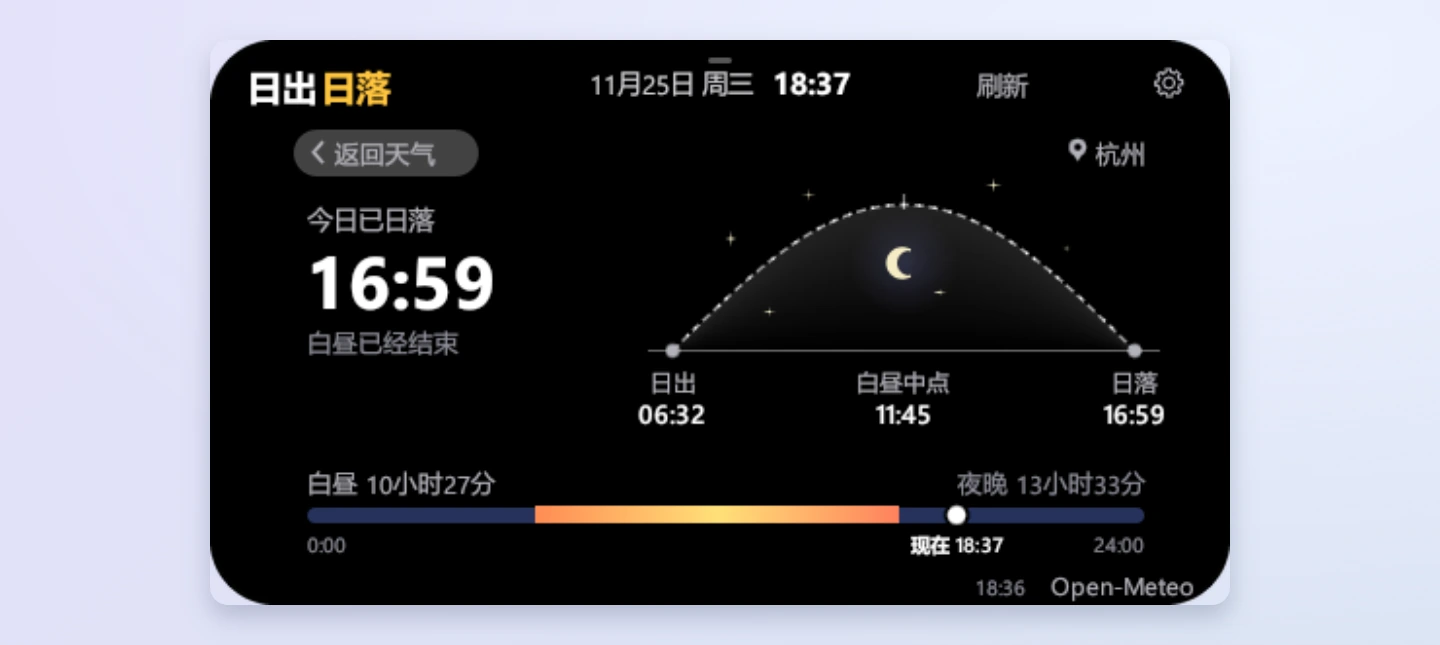 日出日落 11月25日 周三 18:37 刷新
返回天气 杭州
今日已日落
16:59
白昼已经结束
日出 白昼中点 日落
06:32 11:45 16:59
白昼 10小时27分 夜晚 13小时33分
0:00 现在 18:37 24:00
18:36 Open-Meteo